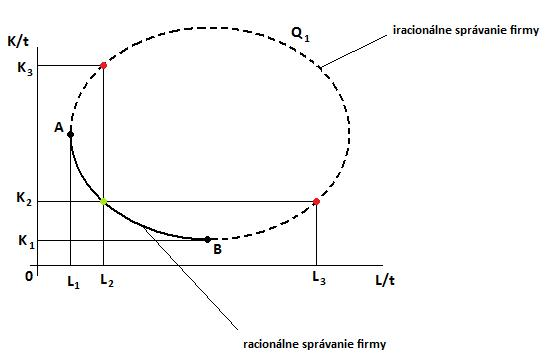 K/t
Q1
iracionálne správanie firmy
K3
A
K2
K1
B
0
L1
L2
L3
L/t
racionálne správanie firmy